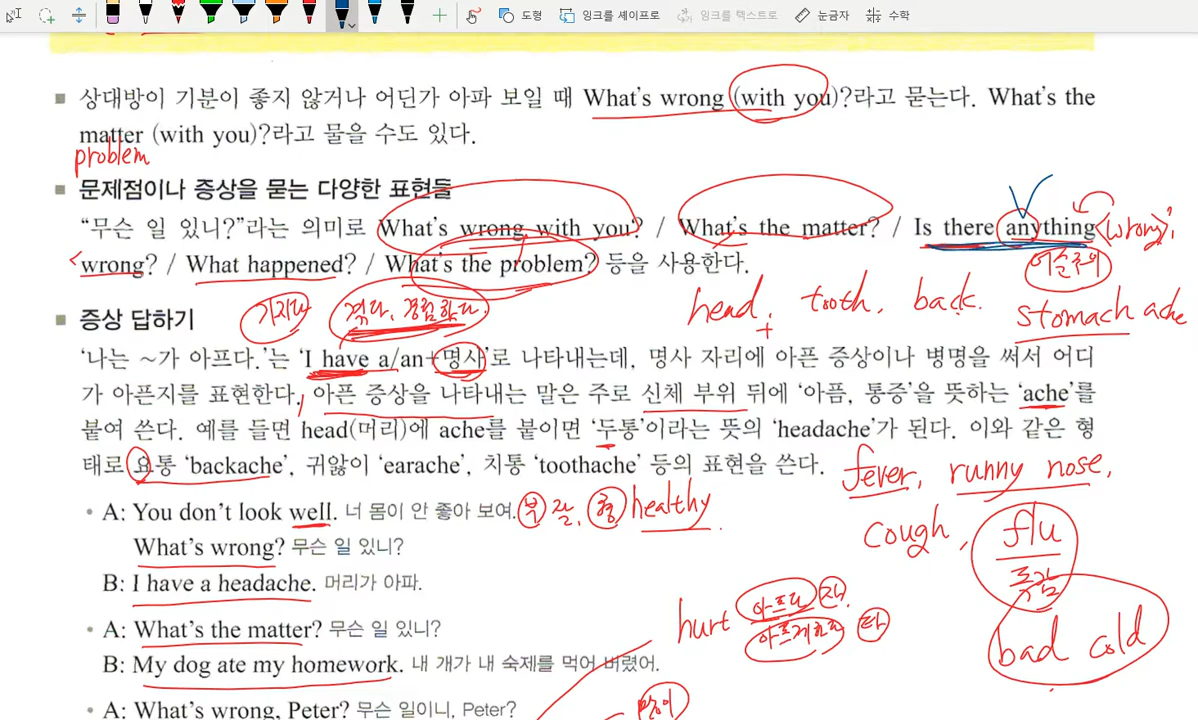 도형 잉크를 셰이프로 잉크를 텍스트로 눈금자 수학
■ 상대방이 기분이 좋지 않거나 어딘가 아파 보일 때 What's wrong (with you)?라고 묻는다. What's the
matter (with you)?라고 물을 수도 있다.
problem
■ 문제점이나 증상을 묻는 다양한 표현들
“무슨 일 있니?”라는 의미로 What's wrong with you? / What's the matter? / Is there anything <wrong>?
<wrong? / What happened? / What's the problem? 등을 사용한다.
어순주의
head, tooth, back. stomach ache
+
■ 증상 답하기
가지다 겪다, 경험하다.
'나는 ~가 아프다.'는 'I have a/an+명사'로 나타내는데, 명사 자리에 아픈 증상이나 병명을 써서 어디
가 아픈지를 표현한다. 아픈 증상을 나타내는 말은 주로 신체 부위 뒤에 '아픔, 통증'을 뜻하는 'ache'를
붙여 쓴다. 예를 들면 head(머리)에 ache를 붙이면 '두통'이라는 뜻의 'headache'가 된다. 이와 같은 형
태로 요통 'backache', 귀앓이 'earache', 치통 'toothache' 등의 표현을 쓴다.
fever, runny nose,
cough, flu
독감
bad cold
• A: You don't look well. 너 몸이 안 좋아 보여. 부 잘, 형 healthy
What's wrong? 무슨 일 있니?
B: I have a headache. 머리가 아파.
hurt 아프다 자.
아프게하다 타
• A: What's the matter? 무슨 일 있니?
B: My dog ate my homework. 내 개가 내 숙제를 먹어 버렸어.
많이
• A: What's wrong, Peter? 무슨 일이니, Peter?